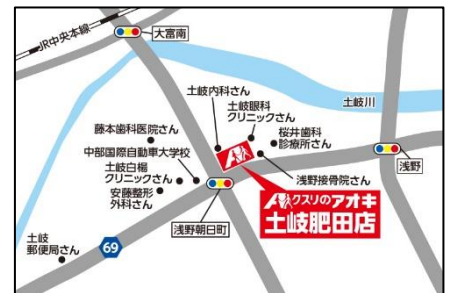 JR中央本線
大富南
土岐川
土岐内科さん
土岐眼科
クリニックさん
藤本歯科医院さん
桜井歯科
診療所さん
中部国際自動車大学校
浅野
土岐白楊
クリニックさん
浅野接骨院さん
安藤整形
外科さん
クスリのアオキ
土岐肥田店
浅野朝日町
土岐
郵便局さん
69